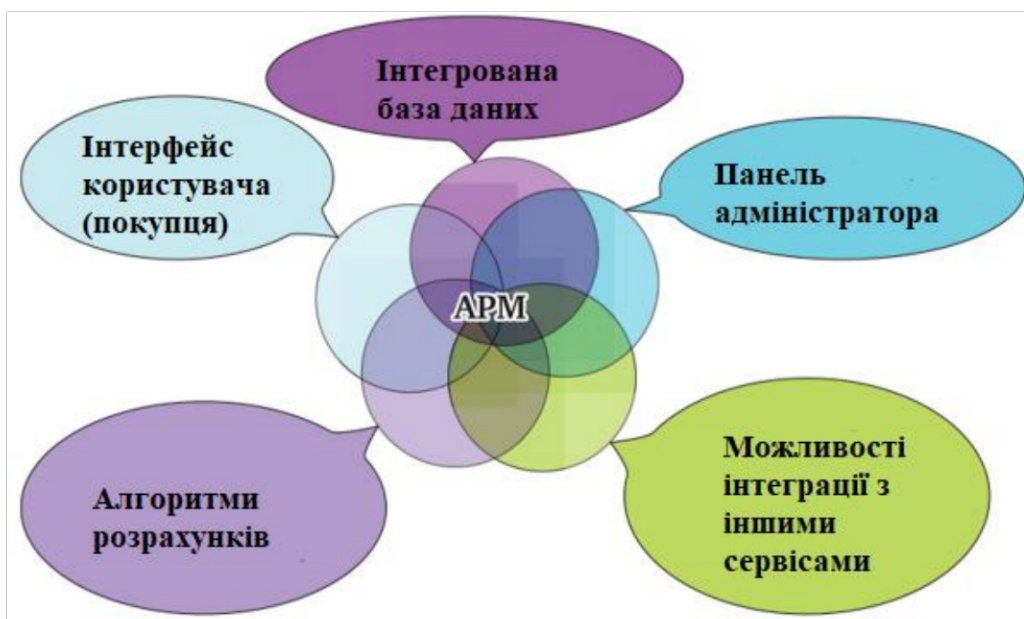 Інтегрована
база даних
Інтерфейс
користувача
(покупця)
Панель
адміністратора
АРМ
Алгоритми
розрахунків
Можливості
інтеграції з
іншими
сервісами